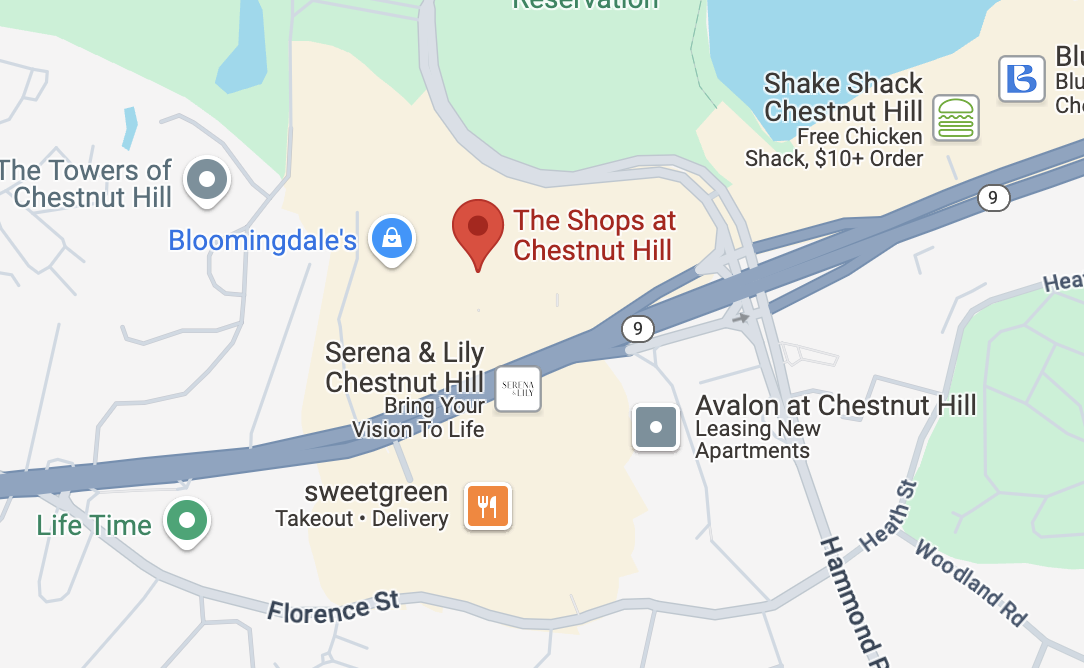 Reservation
Shake Shack
Chestnut Hill
Free Chicken
Shack, $10+ Order
B
Blu
Che
9
The Towers of
Chestnut Hill
Bloomingdale's
The Shops at
Chestnut Hill
9
Serena & Lily
Chestnut Hill
Bring Your
Vision To Life
SERENA
& LILY
Avalon at Chestnut Hill
Leasing New
Apartments
sweetgreen
Takeout • Delivery
Life Time
Florence St
Heath St
Woodland Rd
Hammond